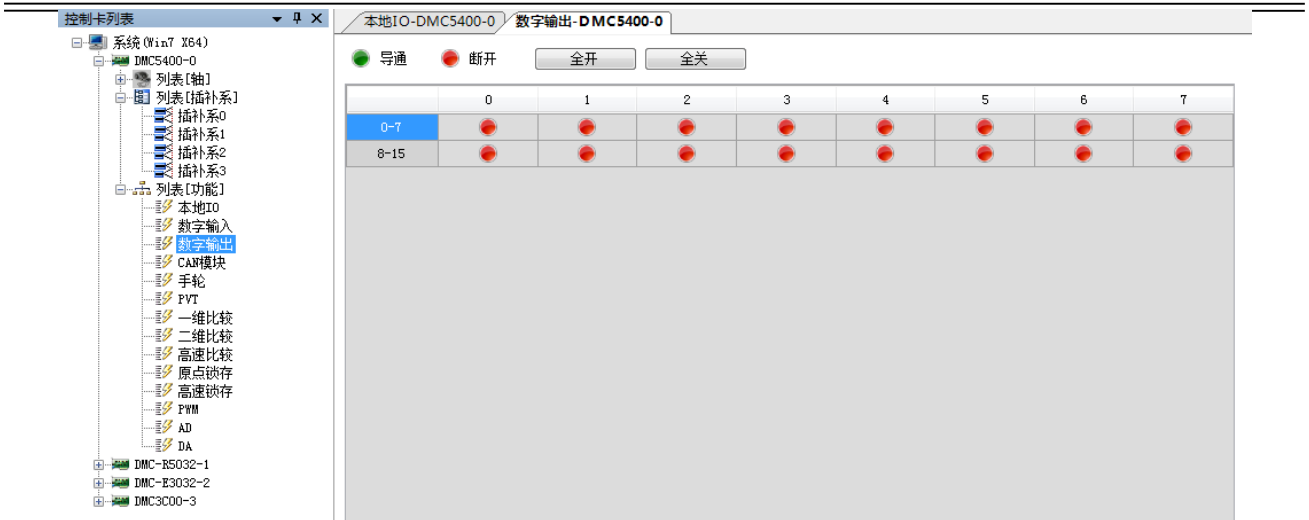 控制卡列表
系统(Win7 X64)
DMC5400-0
列表[轴]
列表[插补系]
插补系0
插补系1
插补系2
插补系3
列表[功能]
本地IO
数字输入
数字输出
CAN模块
手轮
PVT
一维比较
二维比较
高速比较
原点锁存
高速锁存
PWM
AD
DA
DMC-R5032-1
DMC-E3032-2
DMC3C00-3
本地IO-DMC5400-0 数字输出-DMC5400-0
导通 断开 全开 全关
0 1 2 3 4 5 6 7
0-7
8-15